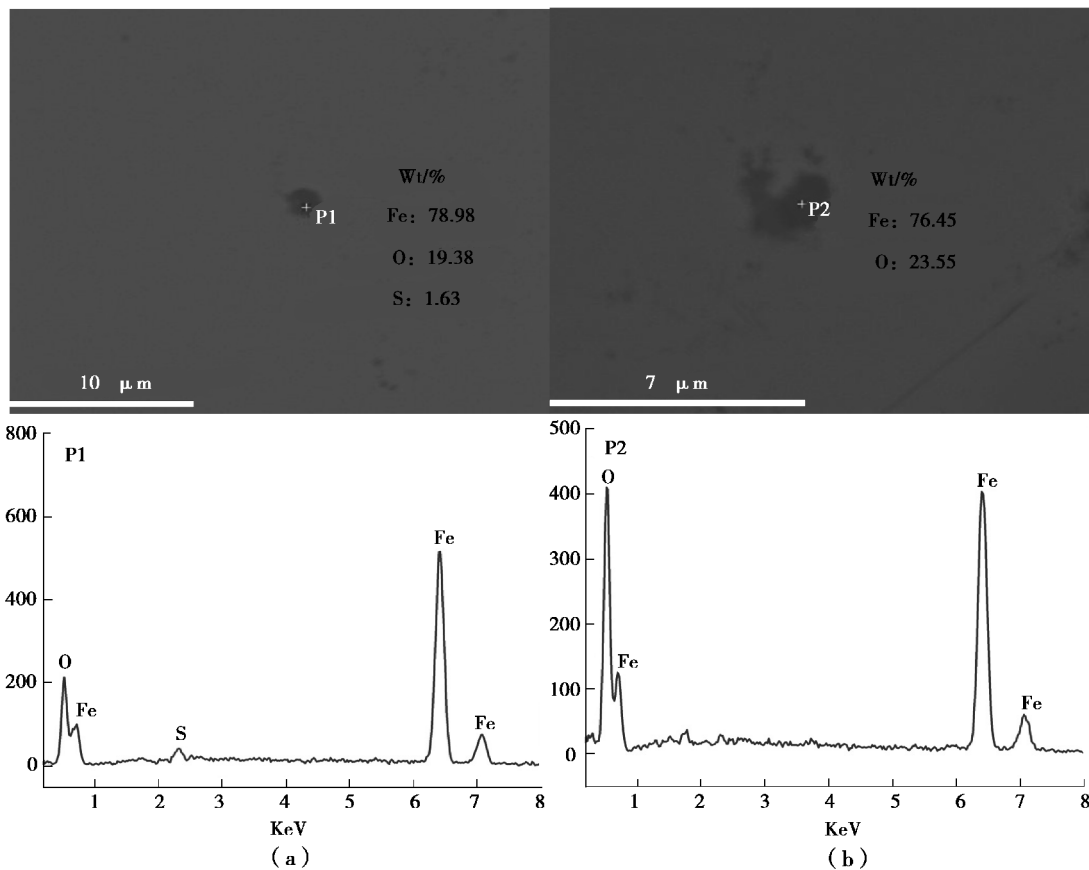 Wt/%
P1
Fe: 78.98
O: 19.38
S: 1.63
10 μm
Wt/%
P2
Fe: 76.45
O: 23.55
7 μm
800
600
400
200
0
P1
O
Fe
S
Fe
Fe
1 2 3 4 5 6 7 8
KeV
(a)
500
400
300
200
100
0
P2
O
Fe
Fe
Fe
1 2 3 4 5 6 7 8
KeV
(b)